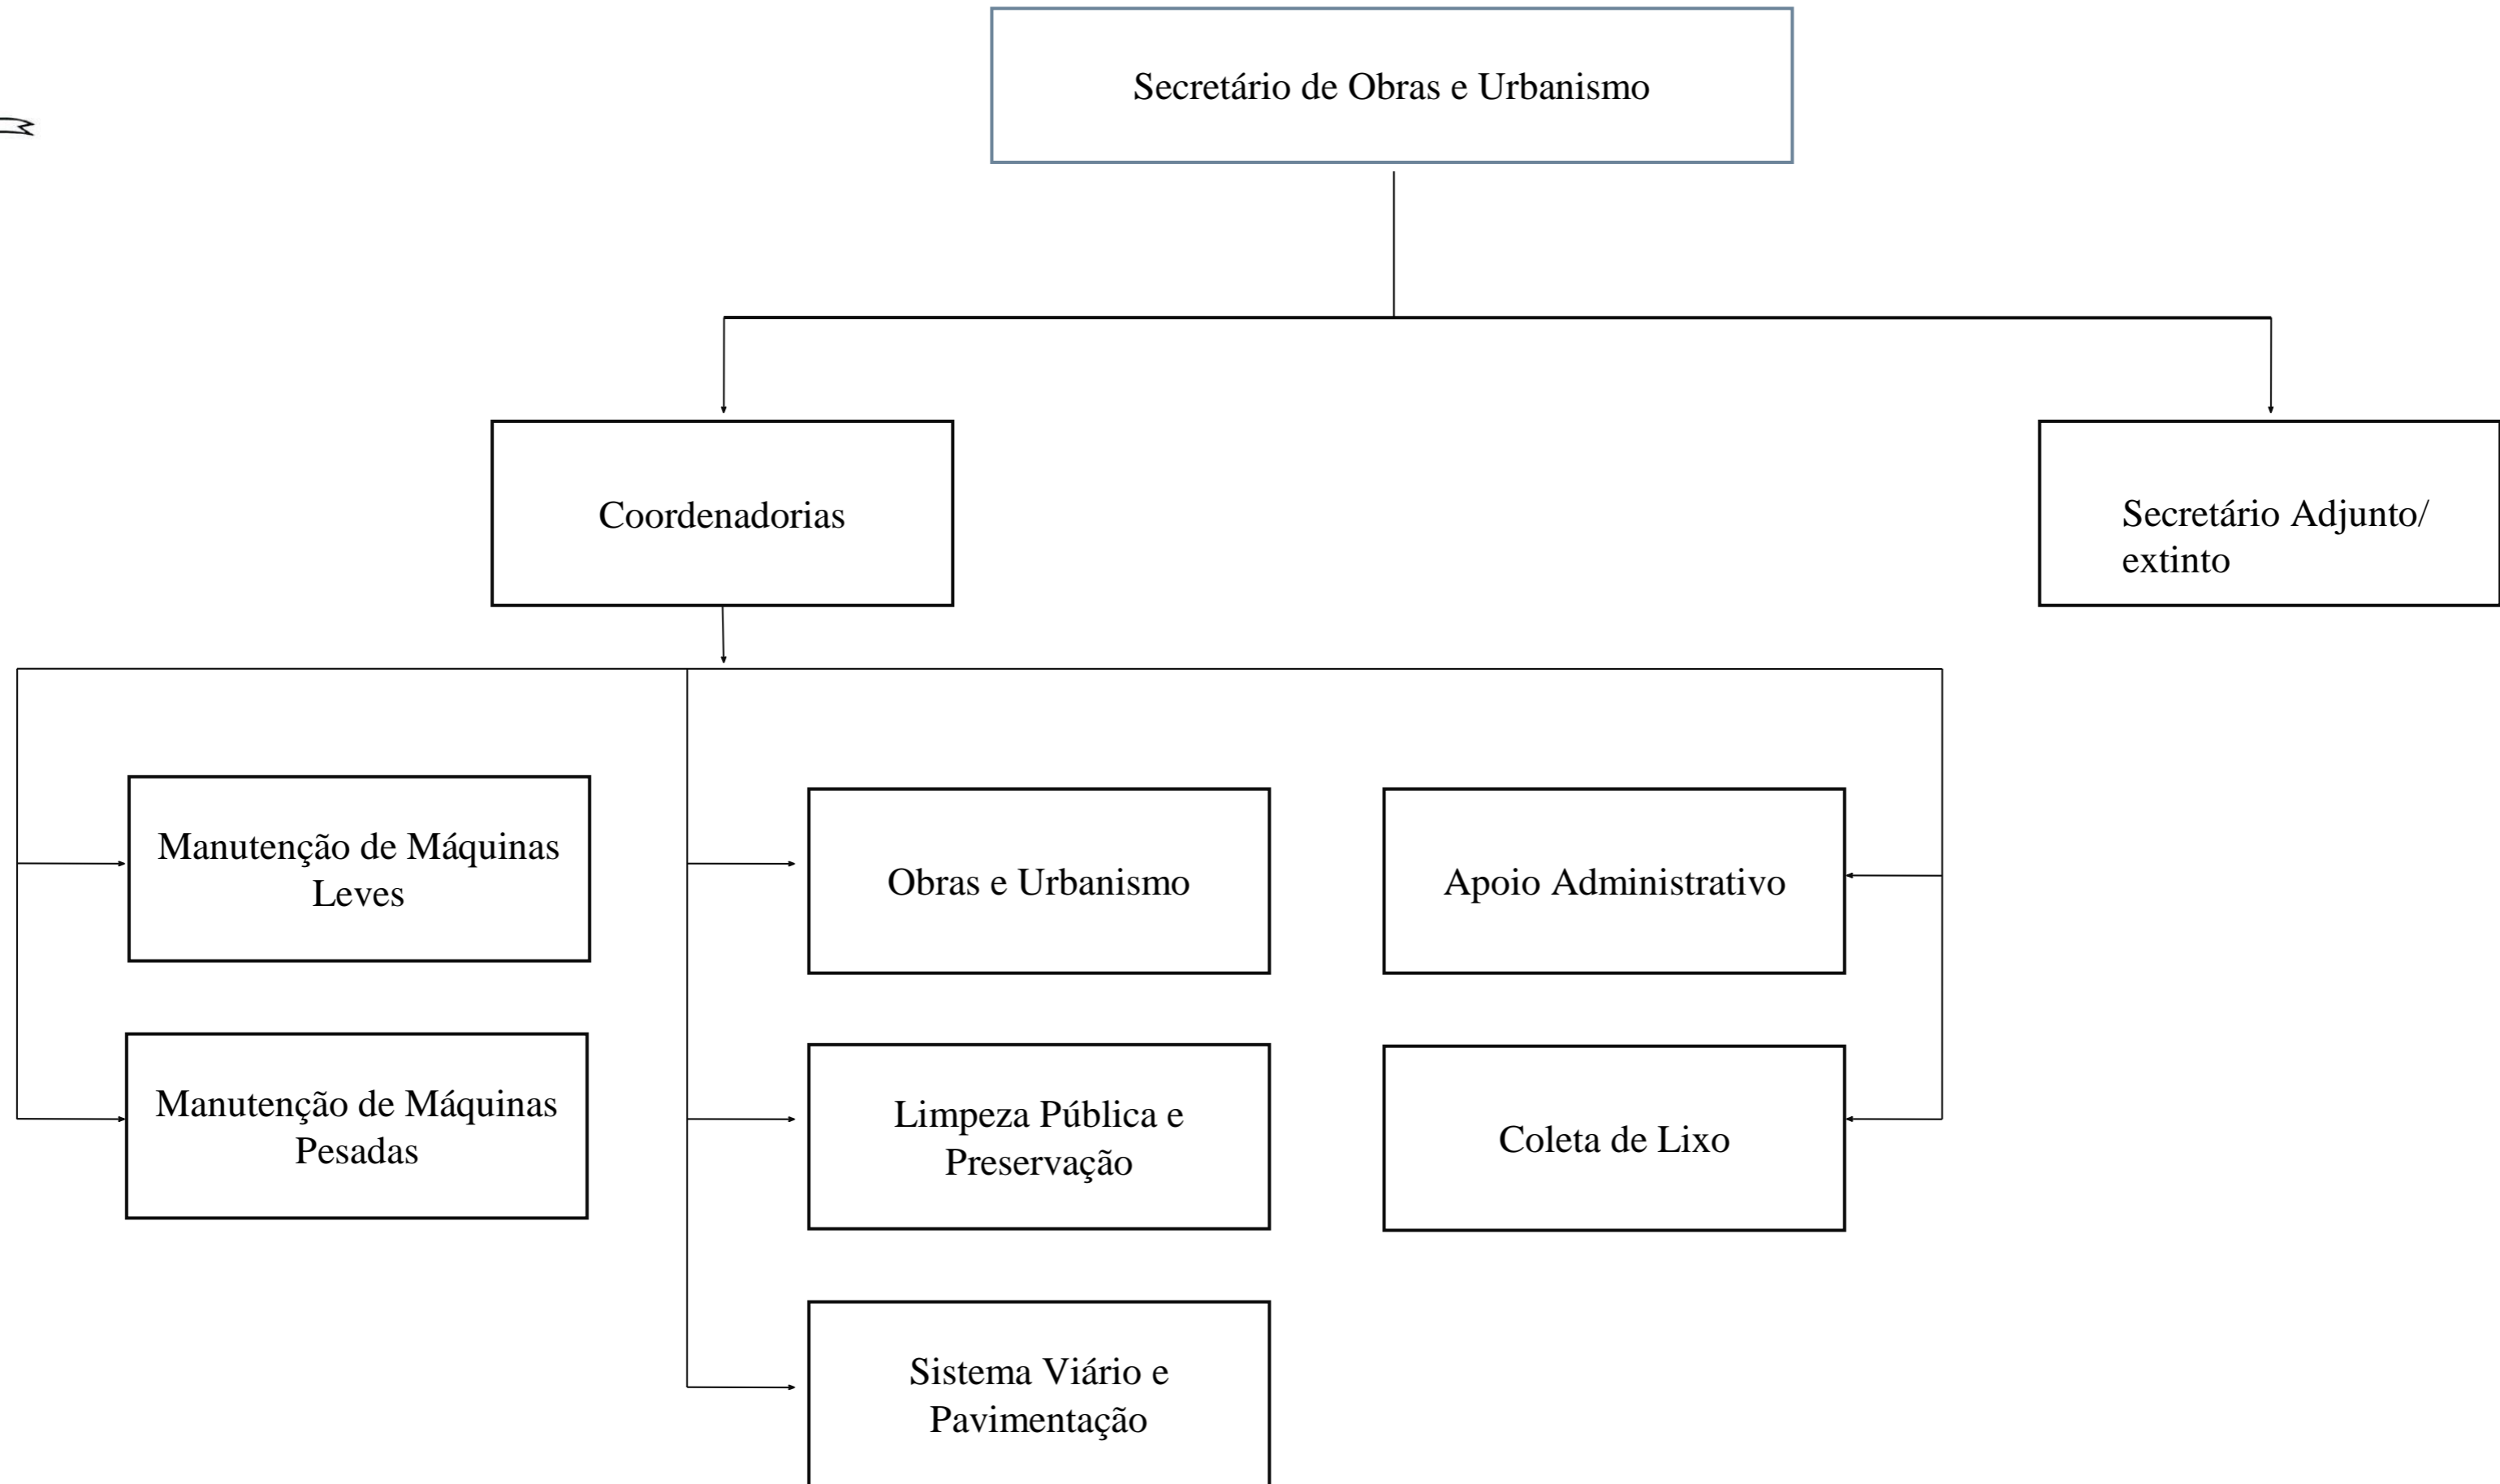 Secretário de Obras e Urbanismo
Coordenadorias
Secretário Adjunto/
extinto
Manutenção de Máquinas
Leves
Obras e Urbanismo
Apoio Administrativo
Manutenção de Máquinas
Pesadas
Limpeza Pública e
Preservação
Coleta de Lixo
Sistema Viário e
Pavimentação